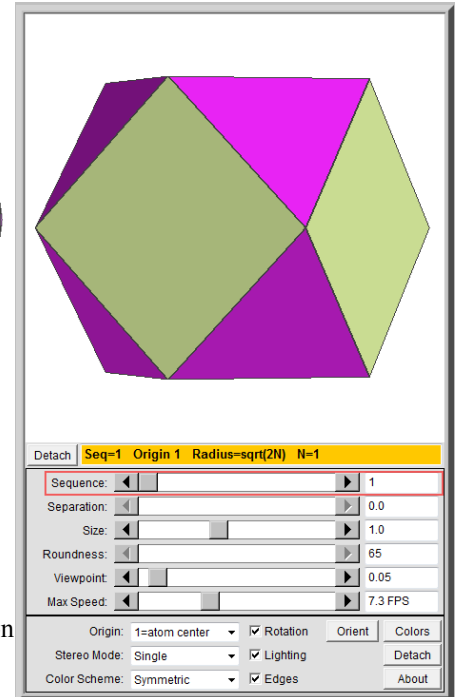 Detach Seq=1 Origin 1 Radius=sqrt(2N) N=1
Sequence: 1
Separation: 0.0
Size: 1.0
Roundness: 65
Viewpoint: 0.05
Max Speed: 7.3 FPS
n
Origin: 1=atom center Rotation Orient Colors
Stereo Mode: Single Lighting Detach
Color Scheme: Symmetric Edges About